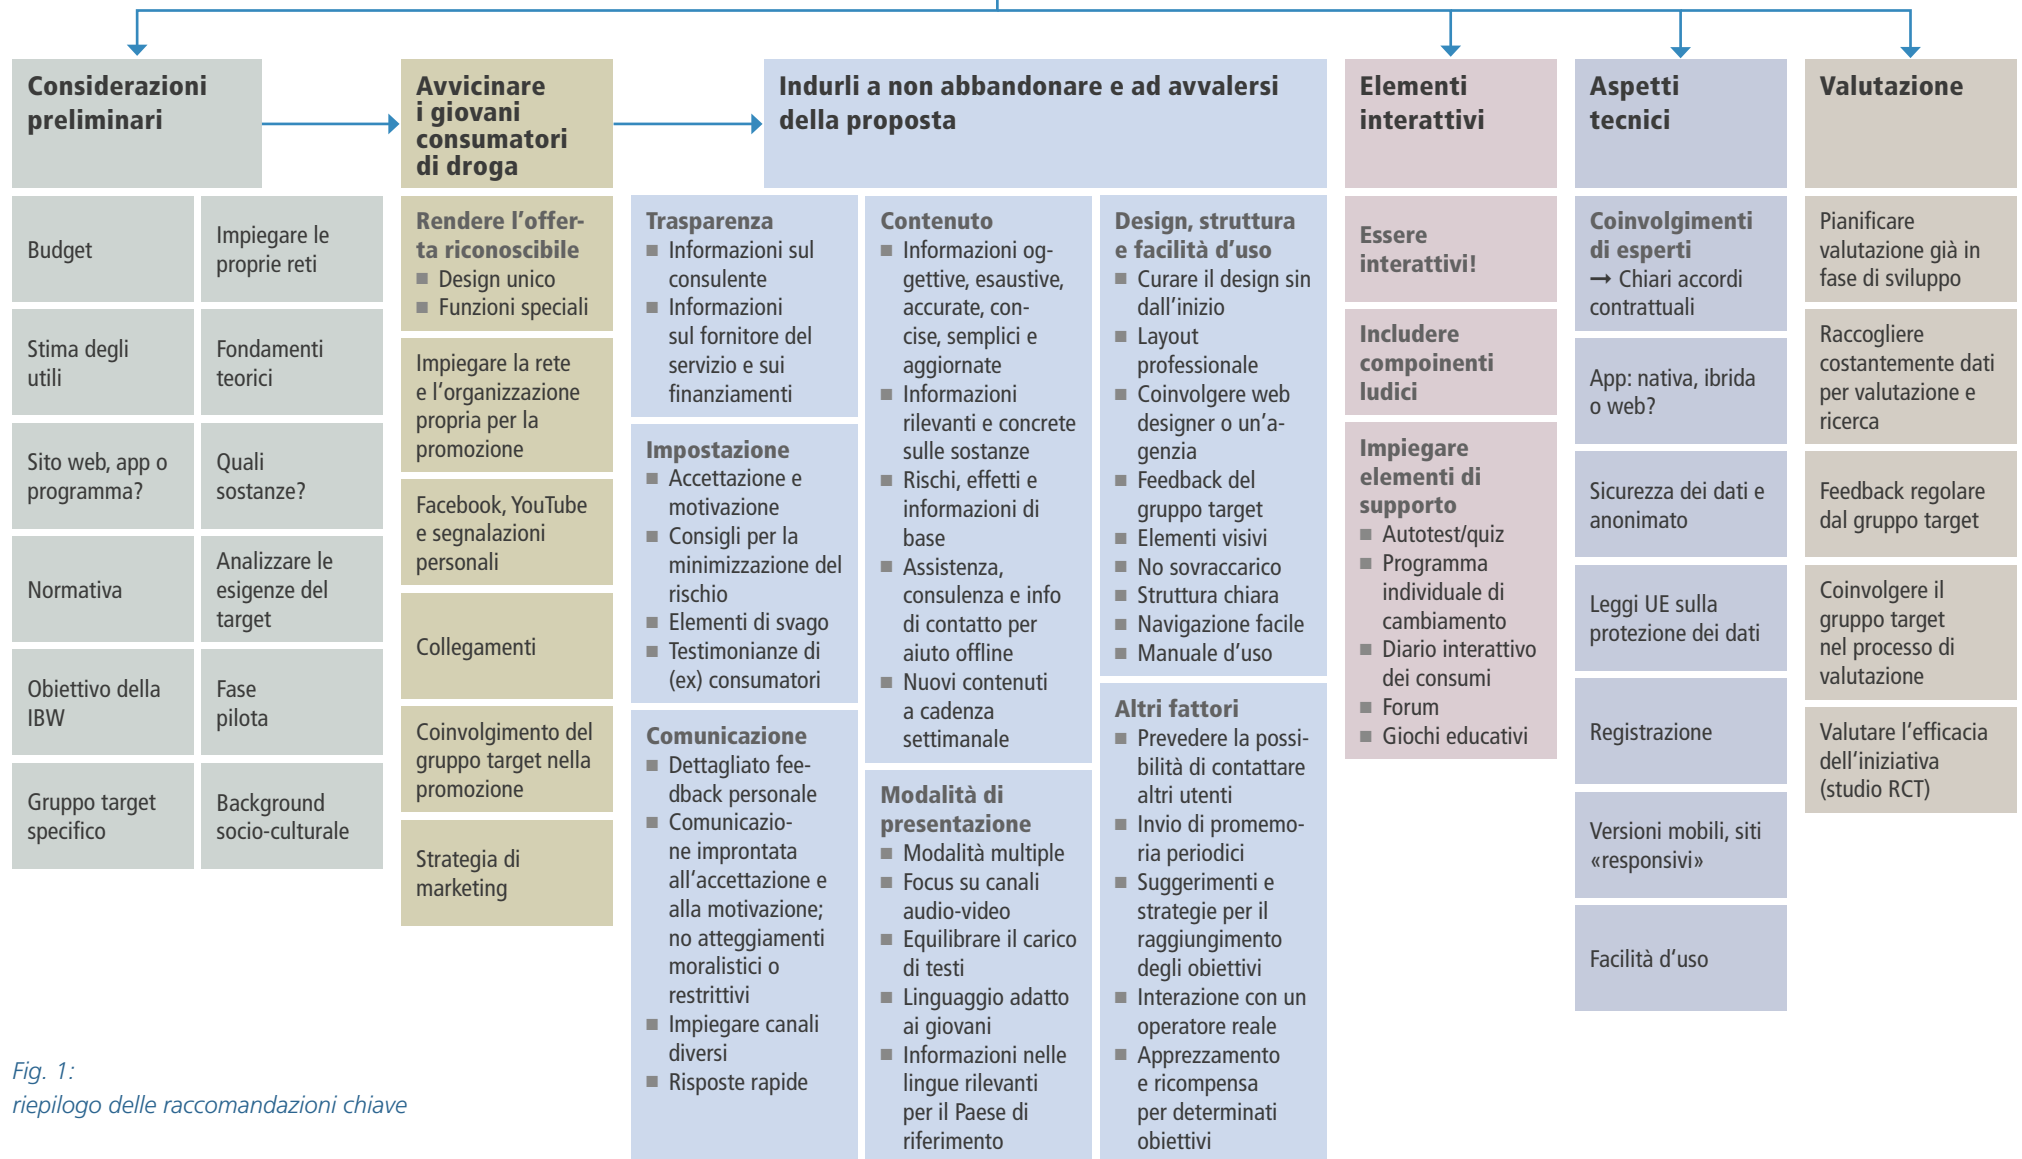 Considerazioni
preliminari
Budget
Impiegare le
proprie reti
Stima degli
utili
Fondamenti
teorici
Sito web, app o
programma?
Quali
sostanze?
Normativa
Analizzare le
esigenze del
target
Obiettivo della
IBW
Fase
pilota
Gruppo target
specifico
Background
socio-culturale
Avvicinare
i giovani
consumatori
di droga
Rendere l'offer-
ta riconoscibile
■ Design unico
■ Funzioni speciali
Impiegare la rete
e l'organizzazione
propria per la
promozione
Facebook, YouTube
e segnalazioni
personali
Collegamenti
Coinvolgimento del
gruppo target nella
promozione
Strategia di
marketing
Indurli a non abbandonare e ad avvalersi
della proposta
Trasparenza
■ Informazioni sul
consulente
■ Informazioni
sul fornitore del
servizio e sui
finanziamenti
Impostazione
■ Accettazione e
motivazione
■ Consigli per la
minimizzazione del
rischio
■ Elementi di svago
■ Testimonianze di
(ex) consumatori
Comunicazione
■ Dettagliato fee-
dback personale
■ Comunicazio-
ne improntata
all'accettazione e
alla motivazione;
no atteggiamenti
moralistici o
restrittivi
■ Impiegare canali
diversi
■ Risposte rapide
Contenuto
■ Informazioni og-
gettive, esaustive,
accurate, con-
cise, semplici e
aggiornate
■ Informazioni
rilevanti e concrete
sulle sostanze
■ Rischi, effetti e
informazioni di
base
■ Assistenza,
consulenza e info
di contatto per
aiuto offline
■ Nuovi contenuti
a cadenza
settimanale
Modalità di
presentazione
■ Modalità multiple
■ Focus su canali
audio-video
■ Equilibrare il carico
di testi
■ Linguaggio adatto
ai giovani
■ Informazioni nelle
lingue rilevanti
per il Paese di
riferimento
Design, struttura
e facilità d'uso
■ Curare il design sin
dall'inizio
■ Layout
professionale
■ Coinvolgere web
designer o un'a-
genzia
■ Feedback del
gruppo target
■ Elementi visivi
■ No sovraccarico
■ Struttura chiara
■ Navigazione facile
■ Manuale d'uso
Altri fattori
■ Prevedere la possi-
bilità di contattare
altri utenti
■ Invio di promemo-
ria periodici
■ Suggerimenti e
strategie per il
raggiungimento
degli obiettivi
■ Interazione con un
operatore reale
■ Apprezzamento
e ricompensa
per determinati
obiettivi
Elementi
interattivi
Essere
interattivi!
Includere
compoinenti
ludici
Impiegare
elementi di
supporto
■ Autotest/quiz
■ Programma
individuale di
cambiamento
■ Diario interattivo
dei consumi
■ Forum
■ Giochi educativi
Aspetti
tecnici
Coinvolgimenti
di esperti
→ Chiari accordi
contrattuali
App: nativa, ibrida
o web?
Sicurezza dei dati e
anonimato
Leggi UE sulla
protezione dei dati
Registrazione
Versioni mobili, siti
«responsivi»
Facilità d'uso
Valutazione
Pianificare
valutazione già in
fase di sviluppo
Raccogliere
costantemente dati
per valutazione e
ricerca
Feedback regolare
dal gruppo target
Coinvolgere il
gruppo target
nel processo di
valutazione
Valutare l'efficacia
dell'iniziativa
(studio RCT)
Fig. 1:
riepilogo delle raccomandazioni chiave